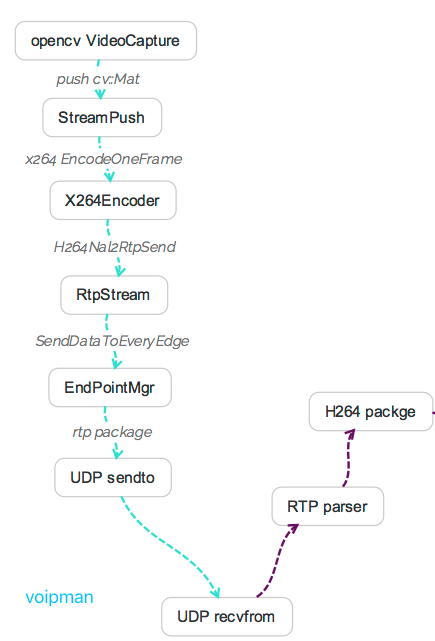 opencv VideoCapture
push cv::Mat
StreamPush
x264 EncodeOneFrame
X264Encoder
H264Nal2RtpSend
RtpStream
SendDataToEveryEdge
EndPointMgr
rtp package
H264 packge
UDP sendto
RTP parser
voipman
UDP recvfrom